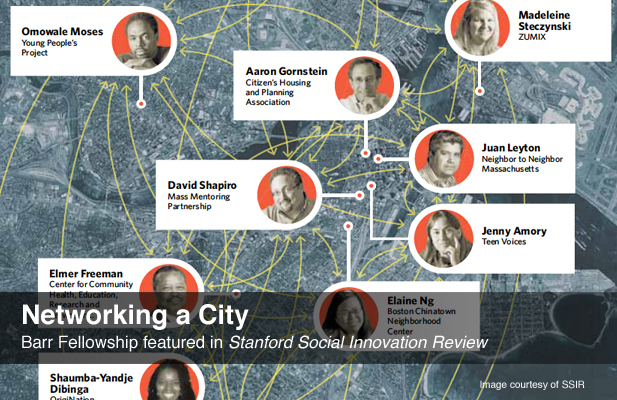 Omowale Moses
Young People's
Project
Madeleine
Steczynski
ZUMIX
Aaron Gornstein
Citizen's Housing
and Planning
Association
Juan Leyton
Neighbor to Neighbor
Massachusetts
David Shapiro
Mass Mentoring
Partnership
Jenny Amory
Teen Voices
Elmer Freeman
Center for Community
Health, Education,
Research and
Elaine Ng
Boston Chinatown
Neighborhood
Center
Networking a City
Barr Fellowship featured in Stanford Social Innovation Review
Shaumba-Yandje
Dibinga
OrigiNation
Image courtesy of SSIR